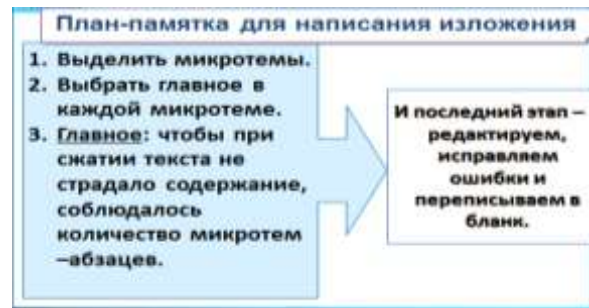 План-памятка для написания изложения
1. Выделить микротемы.
2. Выбрать главное в
каждой микротеме.
3. Главное: чтобы при
сжатии текста не
страдало содержание,
соблюдалось
количество микротем
–абзацев.
И последний этап –
редактируем,
исправляем
ошибки и
переписываем в
бланк.